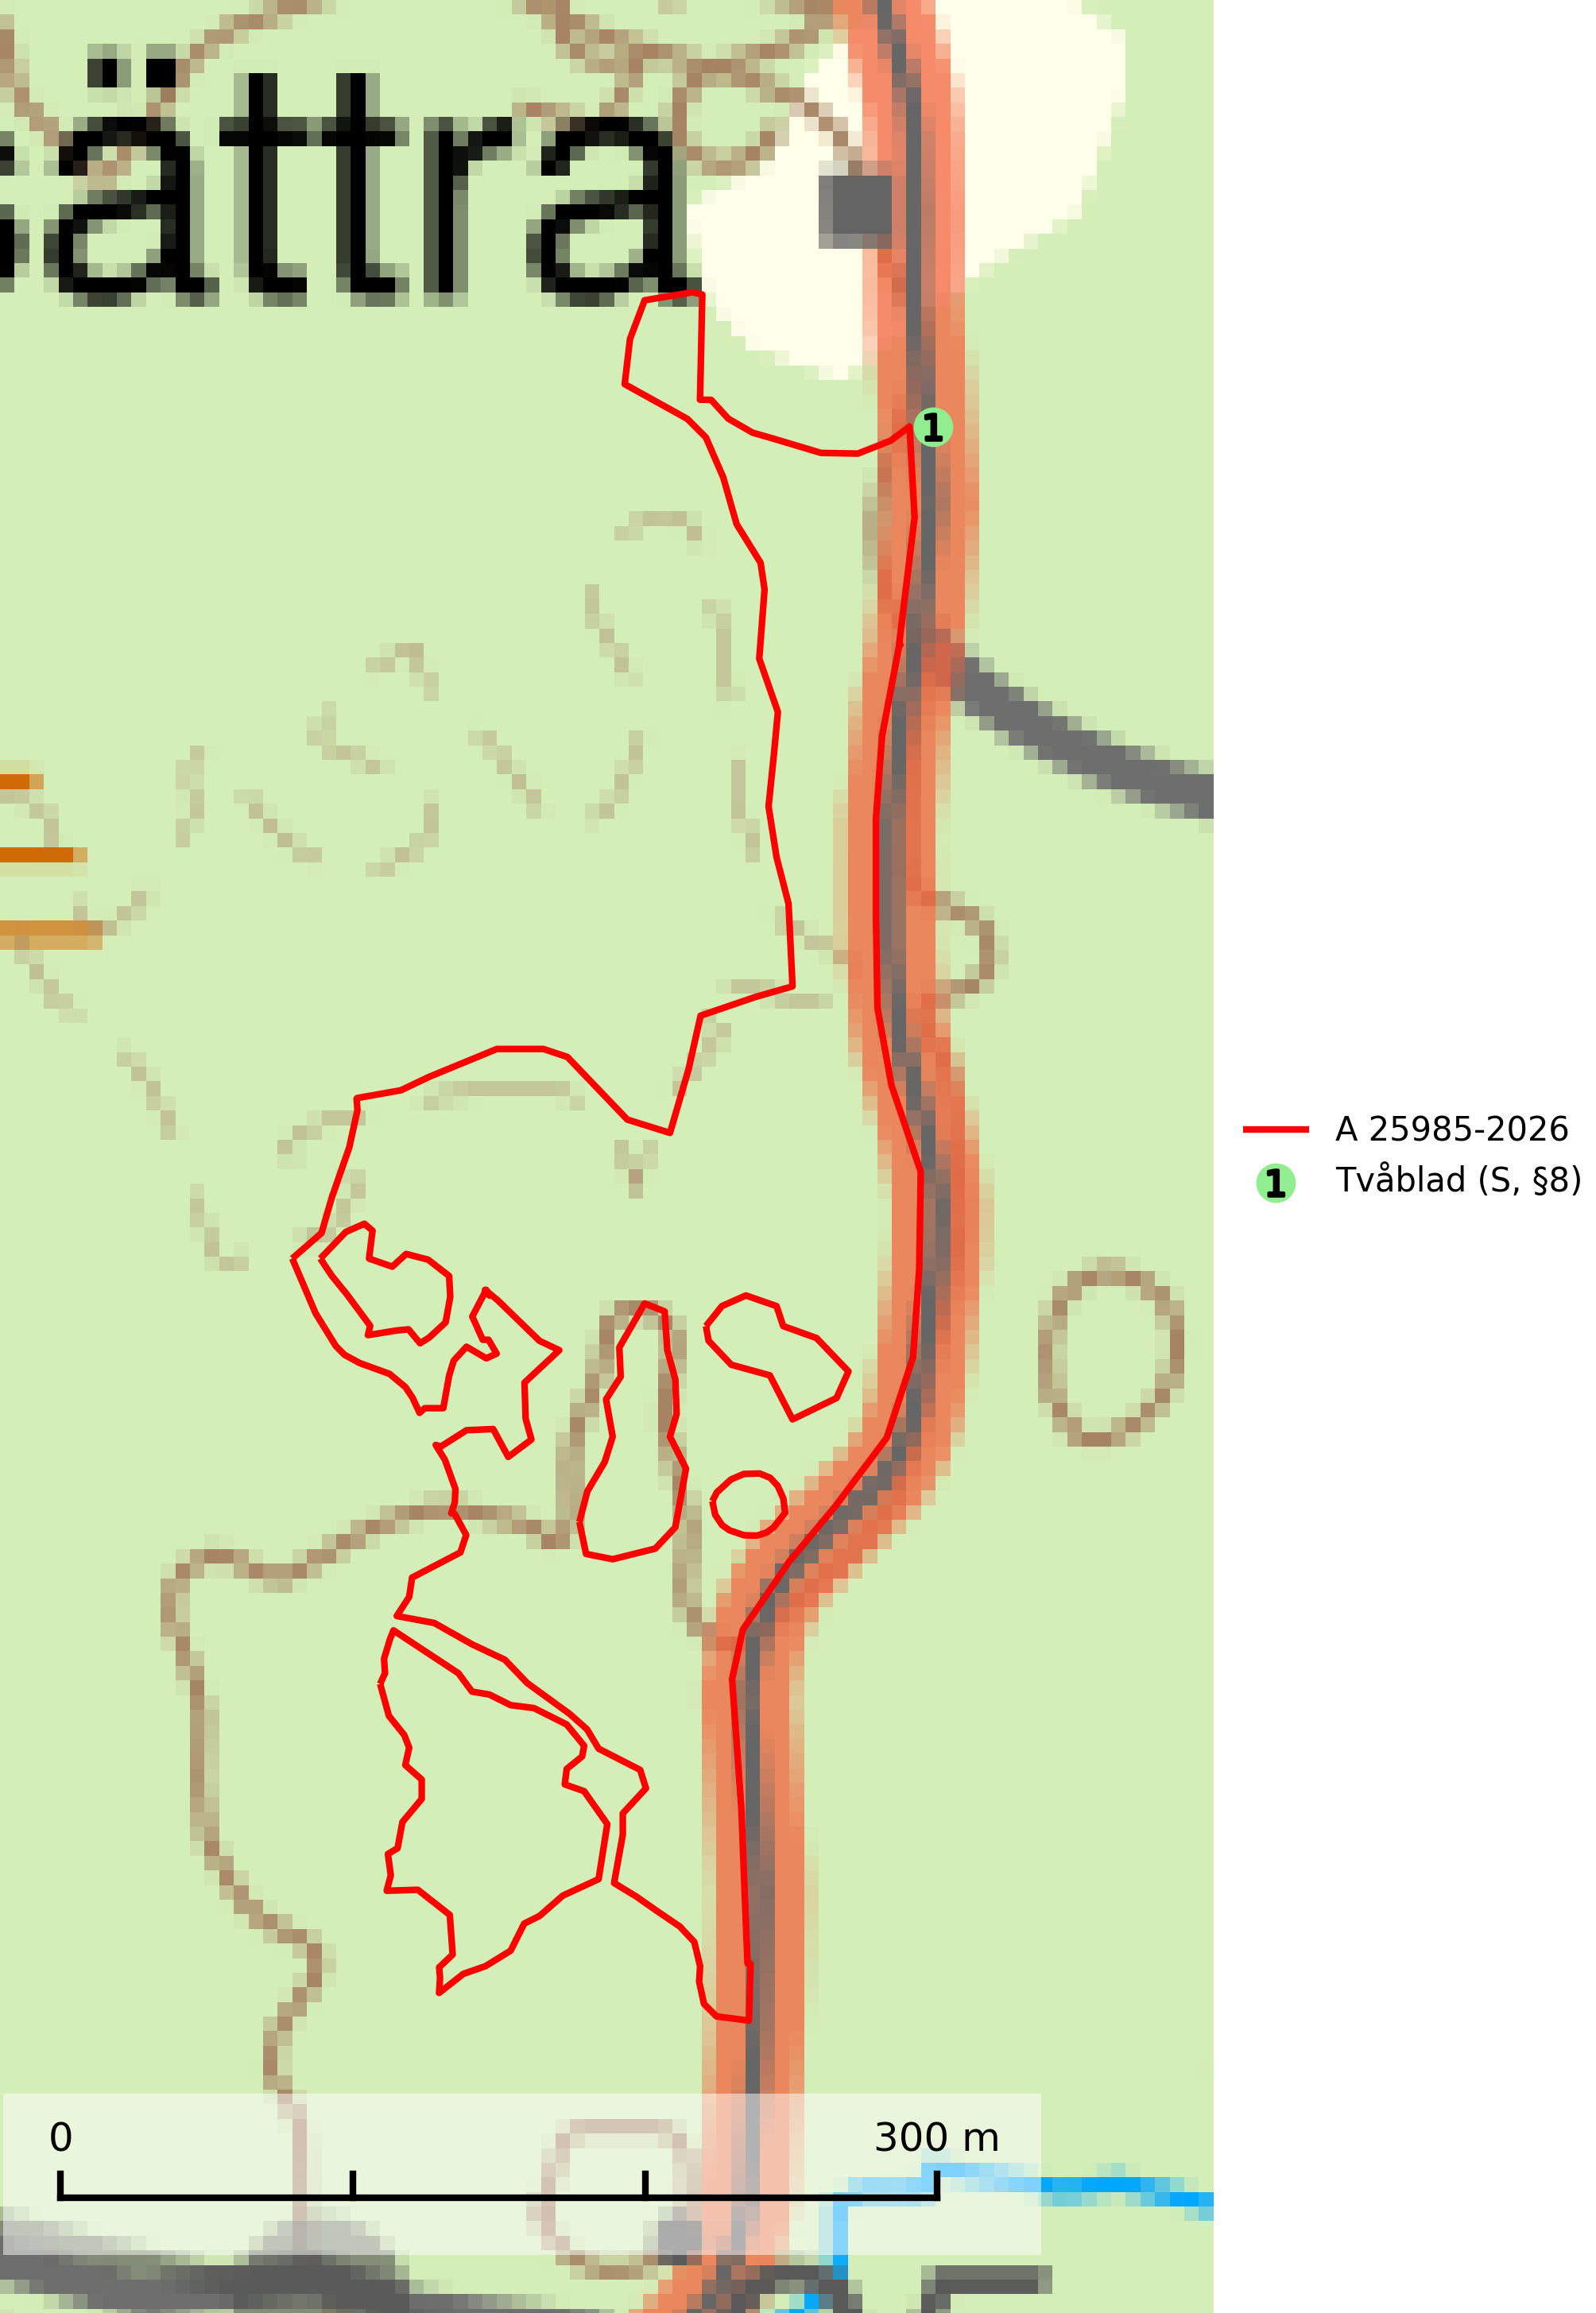 ättra
1
A 25985-2026
1 Tvåblad (S, §8)
0 300 m